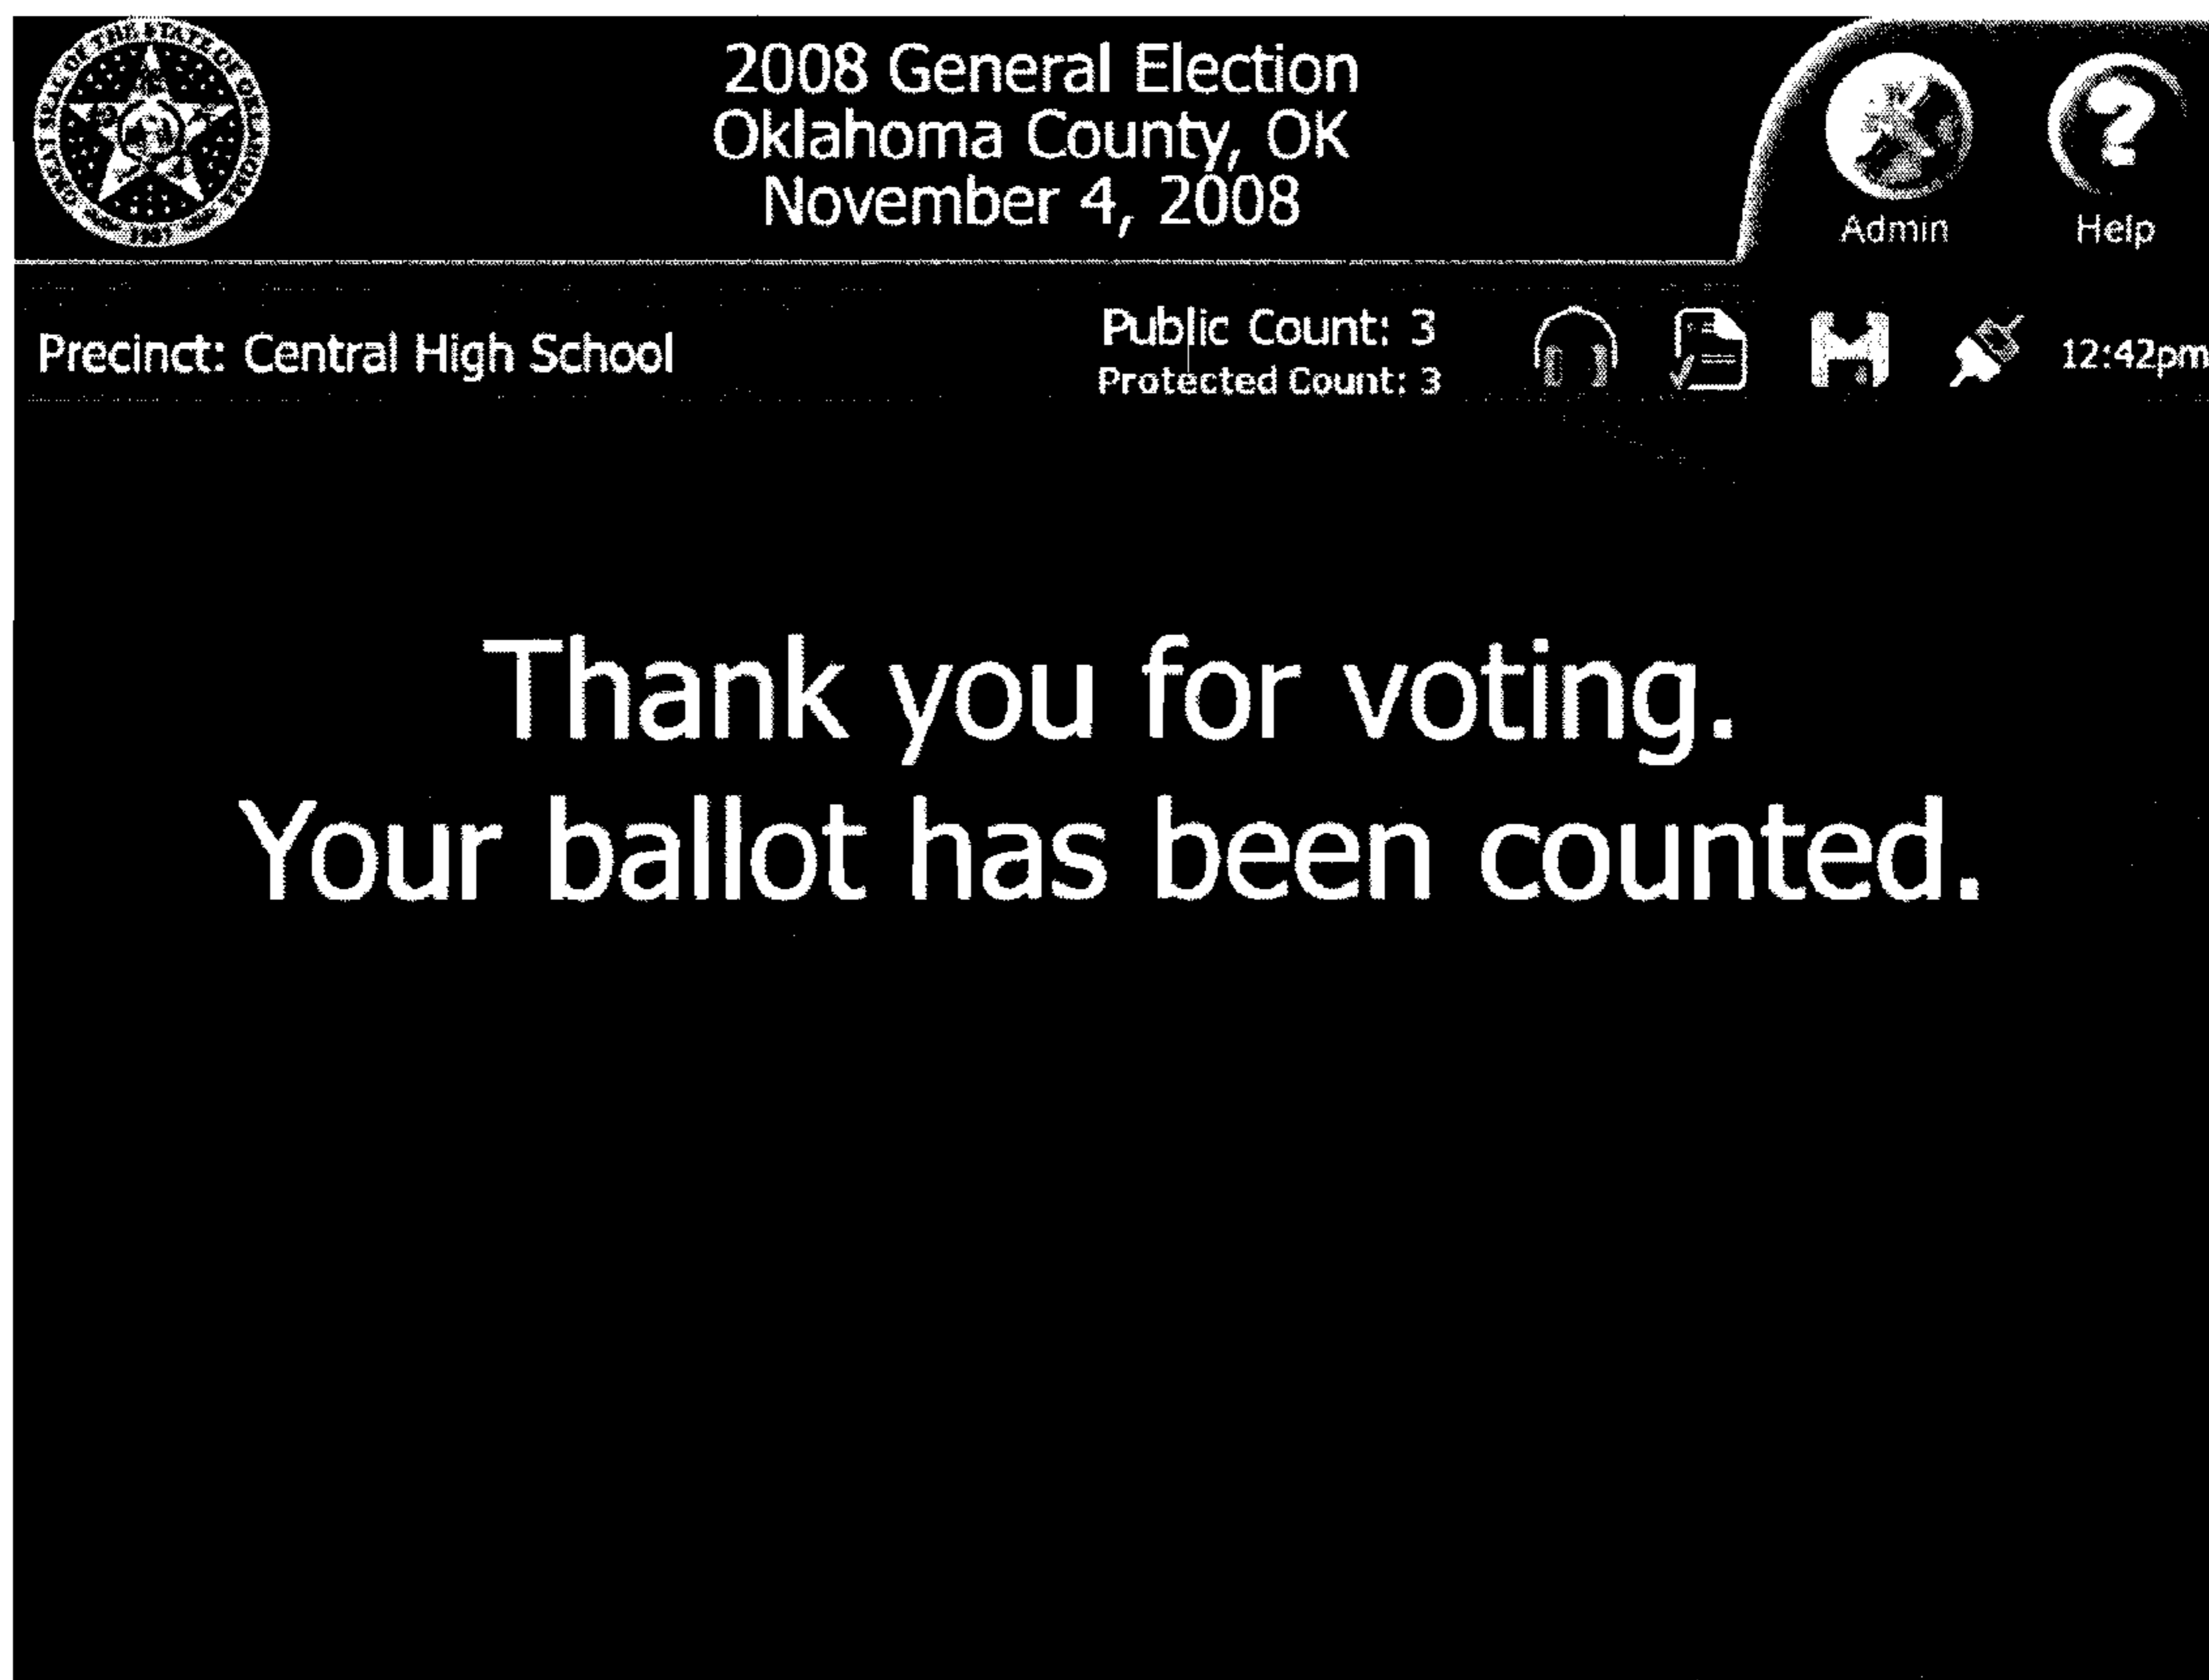 2008 General Election
Oklahoma County, OK
November 4, 2008
Admin
Help
Precinct: Central High School
Public Count: 3
Protected Count: 3
12:42pm
Thank you for voting.
Your ballot has been counted.